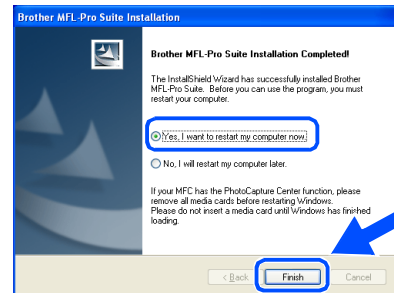 Brother MFL-Pro Suite Installation
Brother MFL-Pro Suite Installation Completed!
The InstallShield Wizard has successfully installed Brother
MFL-Pro Suite. Before you can use the program, you must
restart your computer.
Yes, I want to restart my computer now.
No, I will restart my computer later.
If your MFC has the PhotoCapture Center function, please
remove all media cards before restarting Windows.
Please do not insert a media card until Windows has finished
loading.
< Back
Finish
Cancel